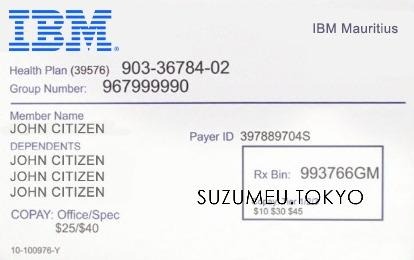 IBM®
IBM Mauritius
Health Plan (39576) 903-36784-02
Group Number: 967999990
Member Name
JOHN CITIZEN
Payer ID 397889704S
DEPENDENTS
JOHN CITIZEN
JOHN CITIZEN
JOHN CITIZEN
Rx Bin: 993766GM
SUZUMEU TOKYO
COPAY: Office/Spec
$25/$40
$10 $30 $45
10-100976-Y